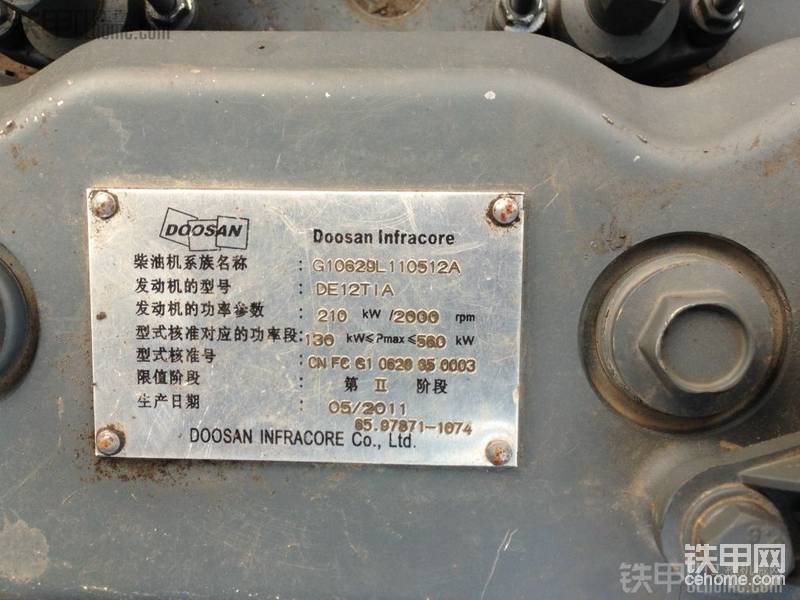 DOOSAN
Doosan Infracore
柴油机系族名称 : G10629L110512A
发动机的型号 : DE12TIA
发动机的功率参数 : 210 kW /2000 rpm
型式核准对应的功率段: 130 kW≤Pmax≤560 kW
型式核准号 : CN FC G1 0620 05 0003
限值阶段 : 第 II 阶段
生产日期 : 05/2011
65.97871-1074
DOOSAN INFRACORE Co., Ltd.
铁甲网
cehome.com